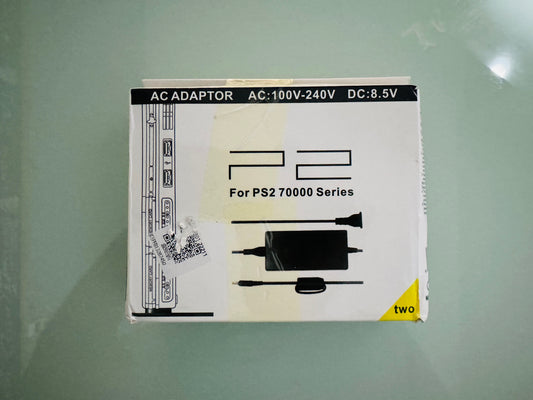 AC ADAPTOR AC:100V-240V DC:8.5V
P2
For PS2 70000 Series
two